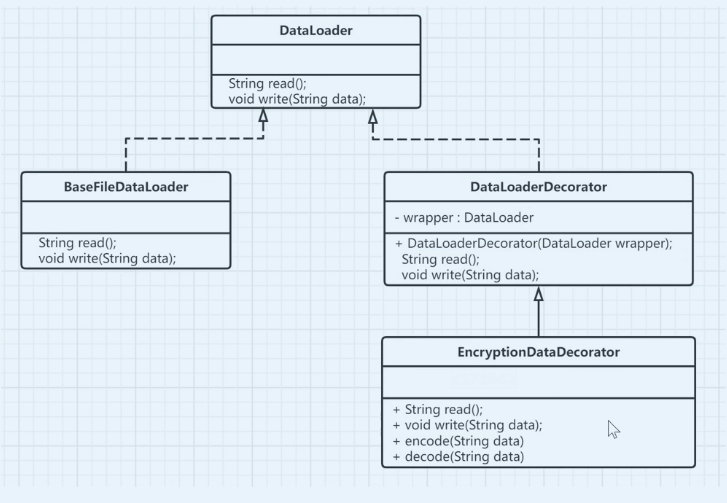 DataLoader
String read();
void write(String data);
BaseFileDataLoader
String read();
void write(String data);
DataLoaderDecorator
- wrapper : DataLoader
+ DataLoaderDecorator(DataLoader wrapper);
String read();
void write(String data);
EncryptionDataDecorator
+ String read();
+ void write(String data);
+ encode(String data)
+ decode(String data)